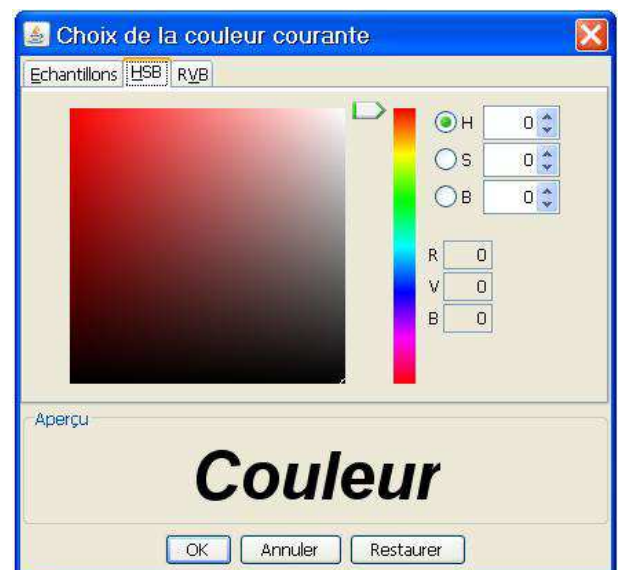 Choix de la couleur courante
Echantillons HSB RVB
H 0
S 0
B 0
R 0
V 0
B 0
Aperçu
Couleur
OK Annuler Restaurer